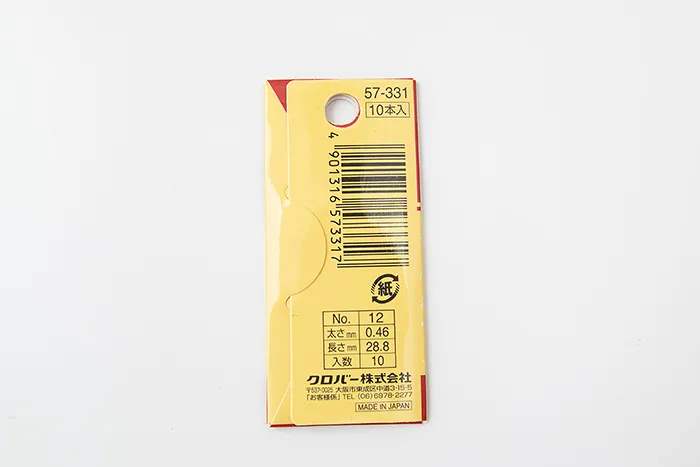 57-331
10本入
4 901316 573317
紙
No. 12
太さmm 0.46
長さmm 28.8
入数 10
クロバー株式会社
〒537-0025 大阪市東成区中道3-15-5
「お客様係」TEL(06)6978-2277
MADE IN JAPAN